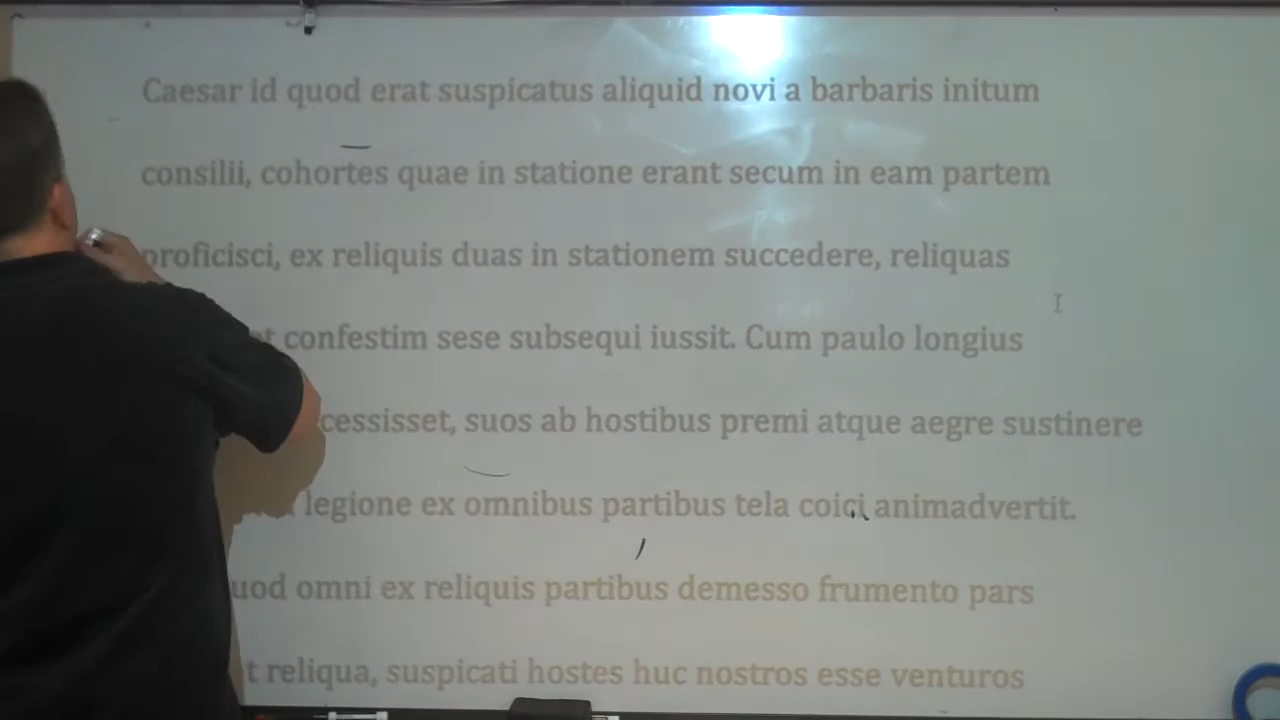 Caesar id quod erat suspicatus aliquid novi a barbaris initum
consilii, cohortes quae in statione erant secum in eam partem
proficisci, ex reliquis duas in stationem succedere, reliquas
confestim sese subsequi iussit. Cum paulo longius
cessisset, suos ab hostibus premi atque aegre sustinere
legione ex omnibus partibus tela coici animadvertit.
uod omni ex reliquis partibus demesso frumento pars
t reliqua, suspicati hostes huc nostros esse venturos